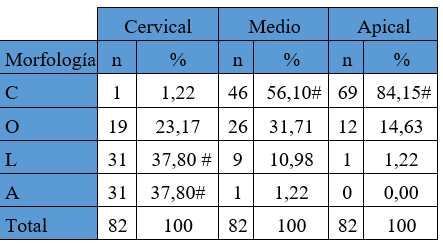 Cervical Medio Apical
Morfología n % n % n %
C 1 1,22 46 56,10# 69 84,15#
O 19 23,17 26 31,71 12 14,63
L 31 37,80 # 9 10,98 1 1,22
A 31 37,80# 1 1,22 0 0,00
Total 82 100 82 100 82 100